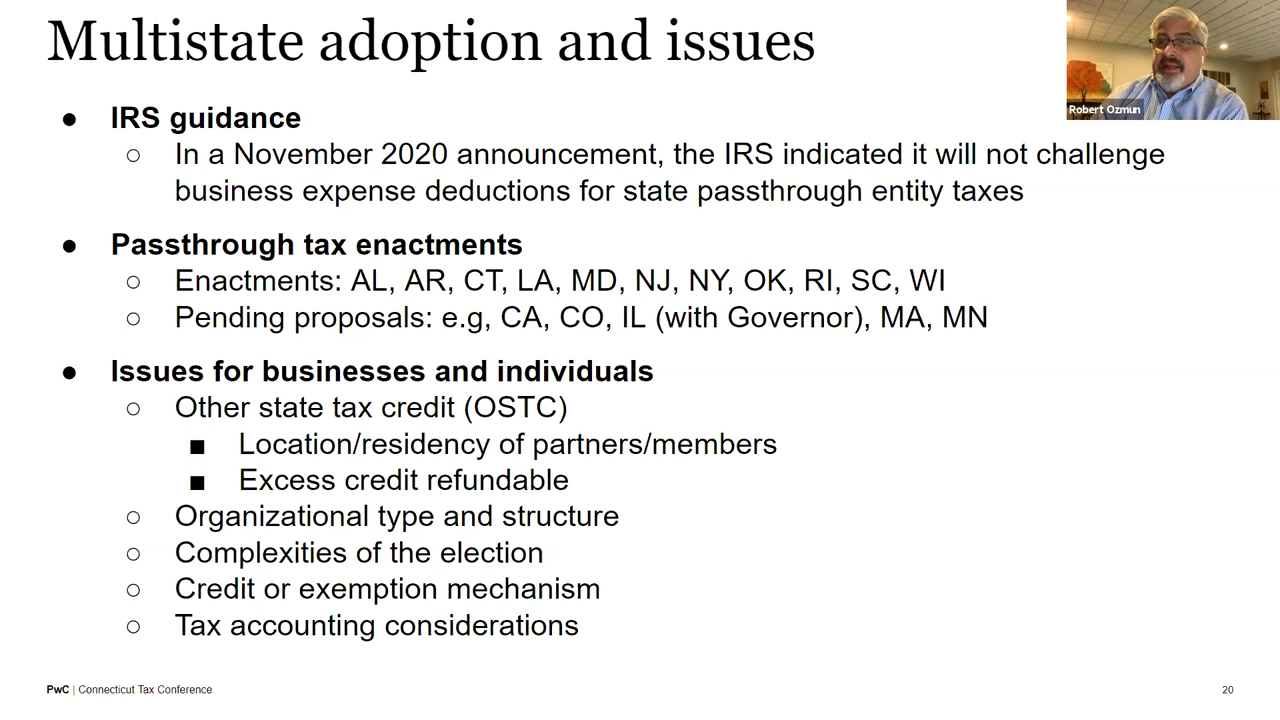 Multistate adoption and issues
Robert Ozmun
● IRS guidance
○ In a November 2020 announcement, the IRS indicated it will not challenge
business expense deductions for state passthrough entity taxes
● Passthrough tax enactments
○ Enactments: AL, AR, CT, LA, MD, NJ, NY, OK, RI, SC, WI
○ Pending proposals: e.g, CA, CO, IL (with Governor), MA, MN
● Issues for businesses and individuals
○ Other state tax credit (OSTC)
■ Location/residency of partners/members
■ Excess credit refundable
○ Organizational type and structure
○ Complexities of the election
○ Credit or exemption mechanism
○ Tax accounting considerations
PwC | Connecticut Tax Conference
20